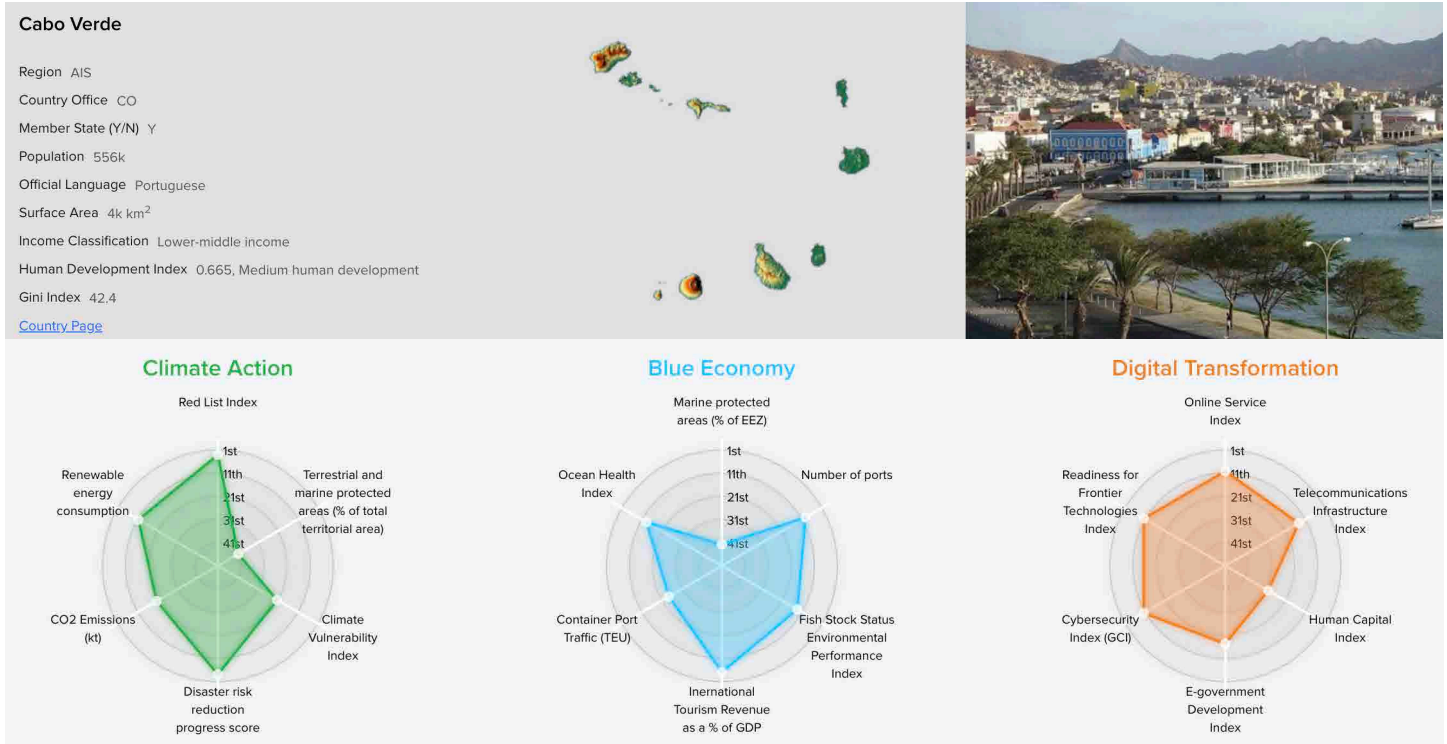 Cabo Verde
Region AIS
Country Office CO
Member State (Y/N) Y
Population 556k
Official Language Portuguese
Surface Area 4k km²
Income Classification Lower-middle income
Human Development Index 0.665, Medium human development
Gini Index 42.4
Country Page
Climate Action
Red List Index
1st
11th
21st
31st
41st
Terrestrial and
marine protected
areas (% of total
territorial area)
Climate
Vulnerability
Index
Disaster risk
reduction
progress score
CO2 Emissions
(kt)
Renewable
energy
consumption
Blue Economy
Marine protected
areas (% of EEZ)
1st
11th
21st
31st
41st
Number of ports
Fish Stock Status
Environmental
Performance
Index
Inernational
Tourism Revenue
as a % of GDP
Container Port
Traffic (TEU)
Ocean Health
Index
Digital Transformation
Online Service
Index
1st
11th
21st
31st
41st
Telecommunications
Infrastructure
Index
Human Capital
Index
E-government
Development
Index
Cybersecurity
Index (GCI)
Readiness for
Frontier
Technologies
Index